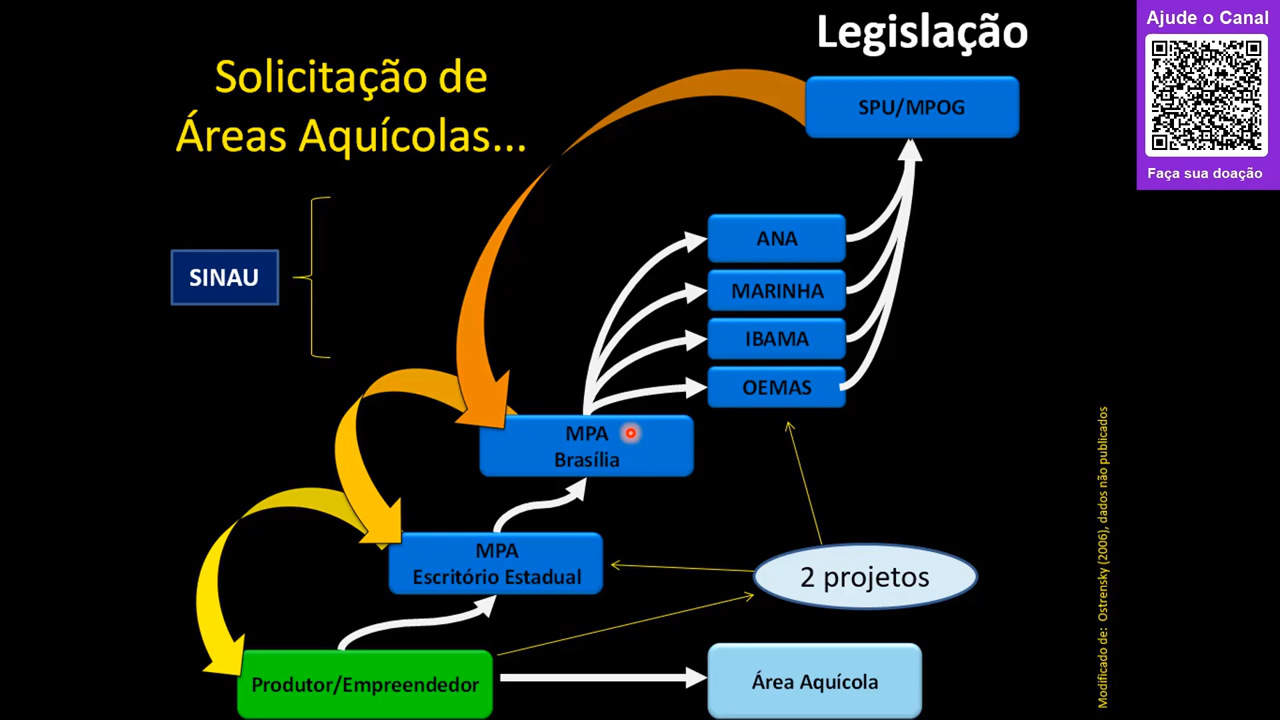 Legislação
Ajude o Canal
Faça sua doação
Solicitação de
Áreas Aquícolas...
SPU/MPOG
SINAU
ANA
MARINHA
IBAMA
OEMAS
MPA
Brasília
MPA
Escritório Estadual
2 projetos
Produtor/Empreendedor
Área Aquícola
Modificado de: Ostrensky (2006), dados não publicados